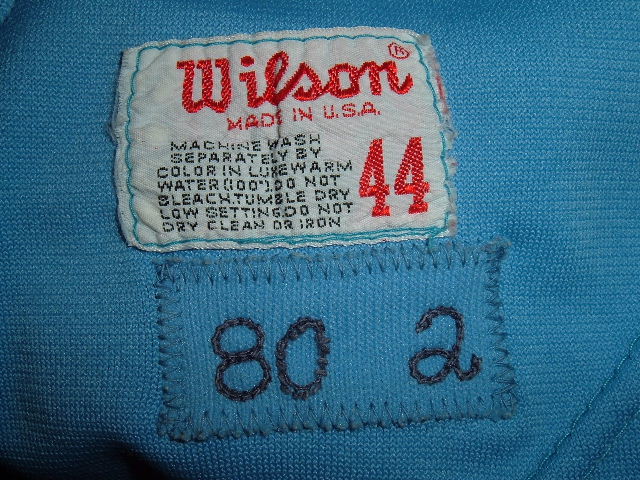 Wilson ®
MADE IN U.S.A.
MACHINE WASH
SEPARATELY BY
COLOR IN LUKEWARM
WATER (100°). DO NOT
BLEACH. TUMBLE DRY
LOW SETTING. DO NOT
DRY CLEAN OR IRON
44
80 2